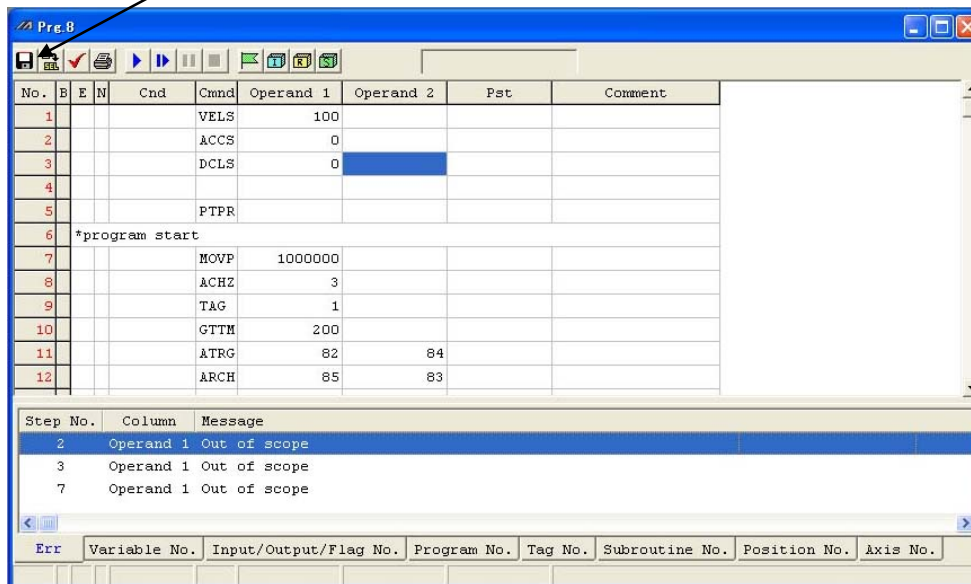 Prg.8
No. B E N Cnd Cmnd Operand 1 Operand 2 Pst Comment
1 VELS 100
2 ACCS 0
3 DCLS 0
4
5 PTPR
6 *program start
7 MOVP 1000000
8 ACHZ 3
9 TAG 1
10 GTTM 200
11 ATRG 82 84
12 ARCH 85 83
Step No. Column Message
2 Operand 1 Out of scope
3 Operand 1 Out of scope
7 Operand 1 Out of scope
Err Variable No. Input/Output/Flag No. Program No. Tag No. Subroutine No. Position No. Axis No.